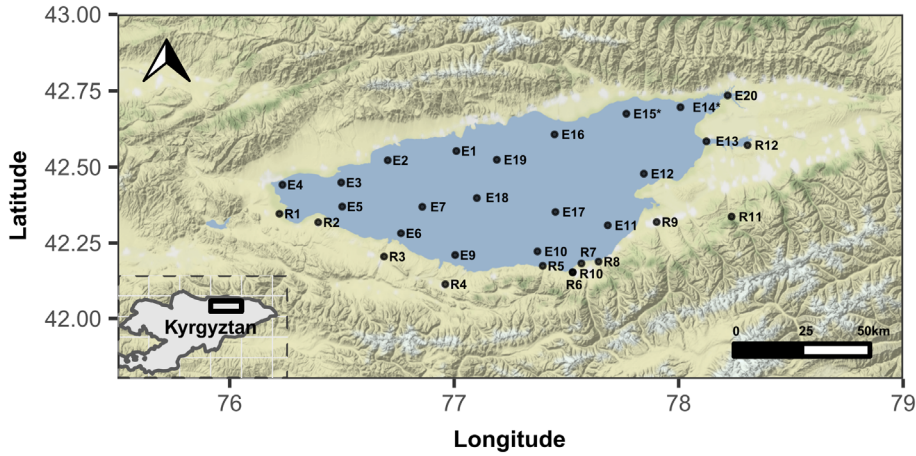 43.00
42.75
42.50
42.25
42.00
Latitude
E20
E15*
E14*
E16
E13
R12
E1
E2
E19
E12
E4
E3
E18
R1
E5
E7
E17
R2
E11
R9
R11
E6
R3
E9
E10
R7
R5
R8
R10
R4
R6
Kyrgyztan
0 25 50km
76 77 78 79
Longitude